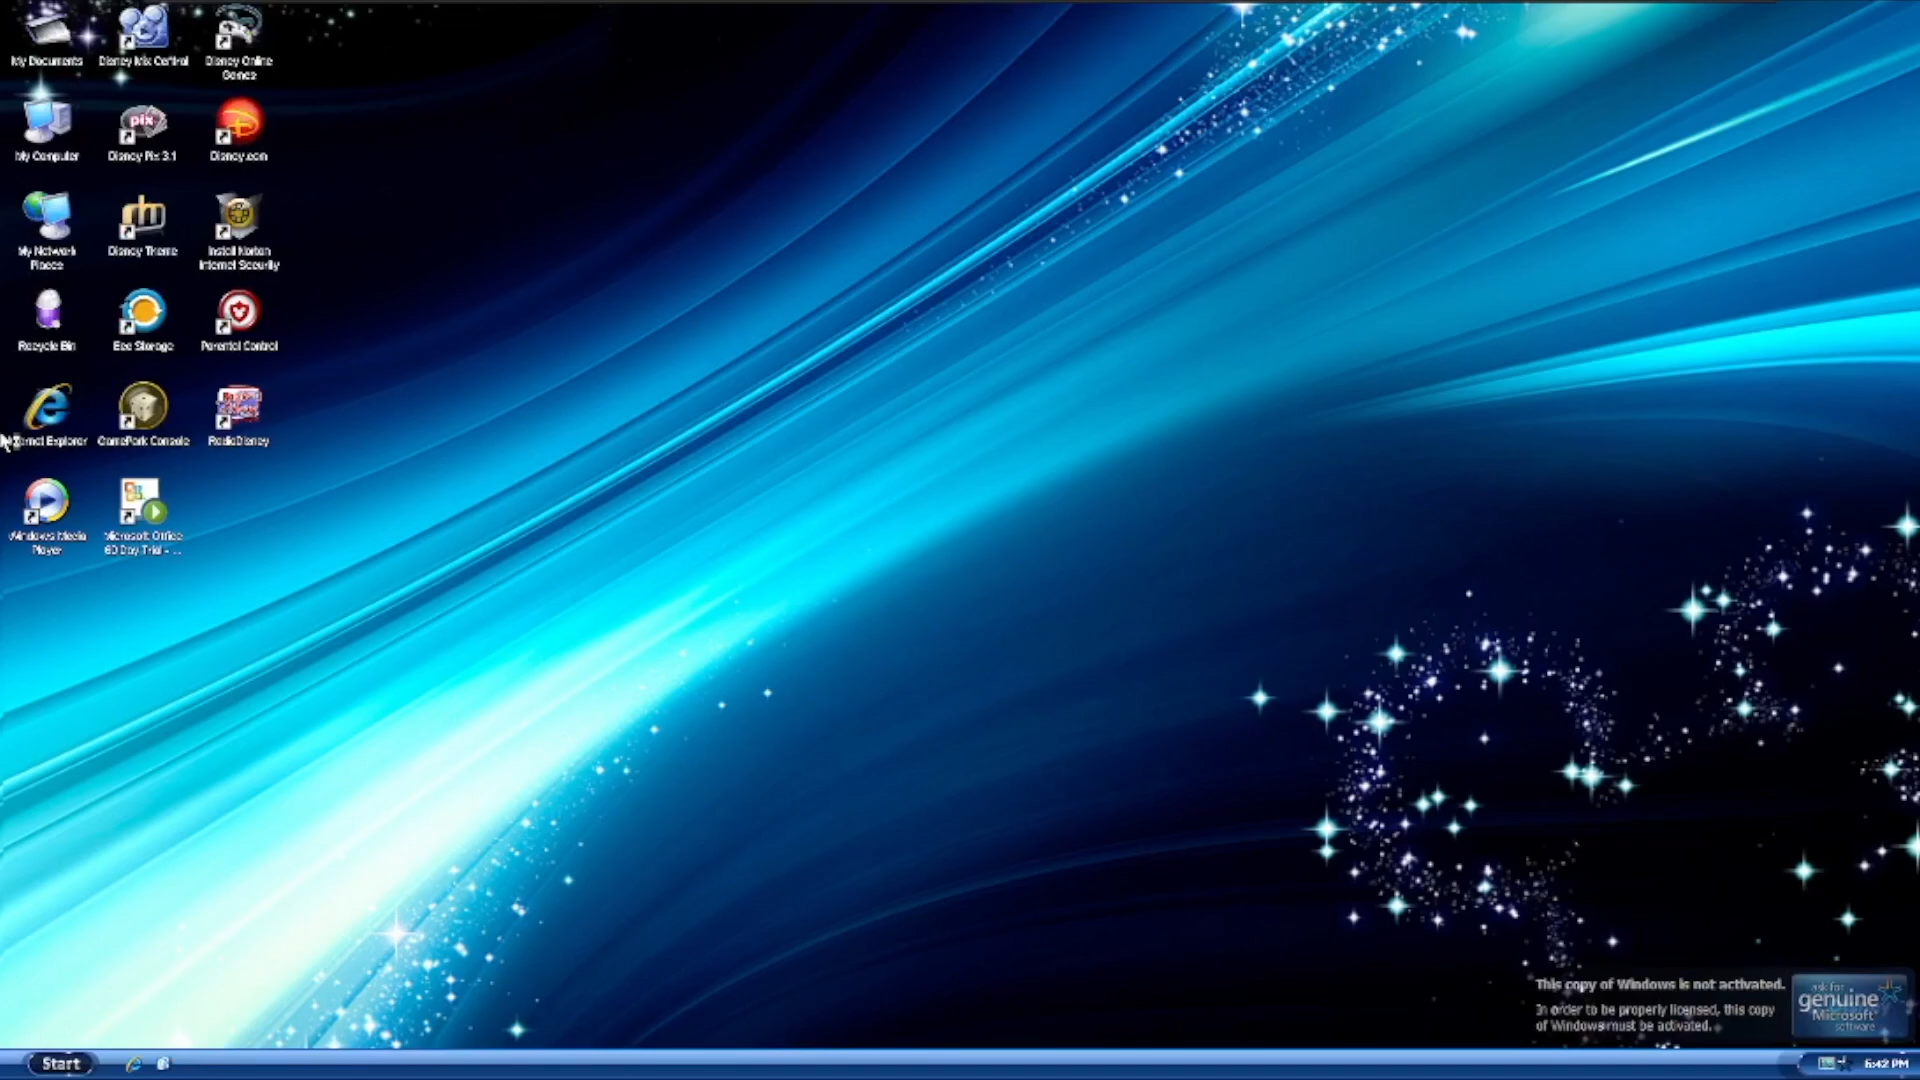 My Documents
Disney Mix Central
Disney Online
Games
My Computer
pix
Disney Pix 3.1
Disney.com
My Network
Places
Disney Theme
Install Norton
Internet Security
Recycle Bin
Eee Storage
Parental Control
Internet Explorer
GamePark Console
RadioDisney
Windows Media
Player
Microsoft Office
60 Day Trial - ...
This copy of Windows is not activated.
In order to be properly licensed, this copy
of Windows must be activated.
ask for
genuine
Microsoft
software
Start
6:42 PM